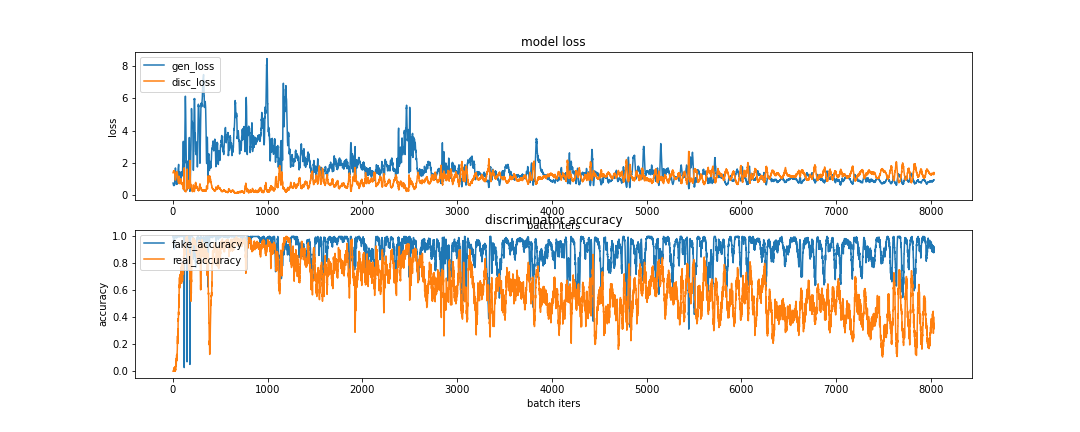 model loss
gen_loss
disc_loss
loss
8
6
4
2
0
0 1000 2000 3000 4000 5000 6000 7000 8000
batch iters
discriminator accuracy
fake_accuracy
real_accuracy
accuracy
1.0
0.8
0.6
0.4
0.2
0.0
0 1000 2000 3000 4000 5000 6000 7000 8000
batch iters